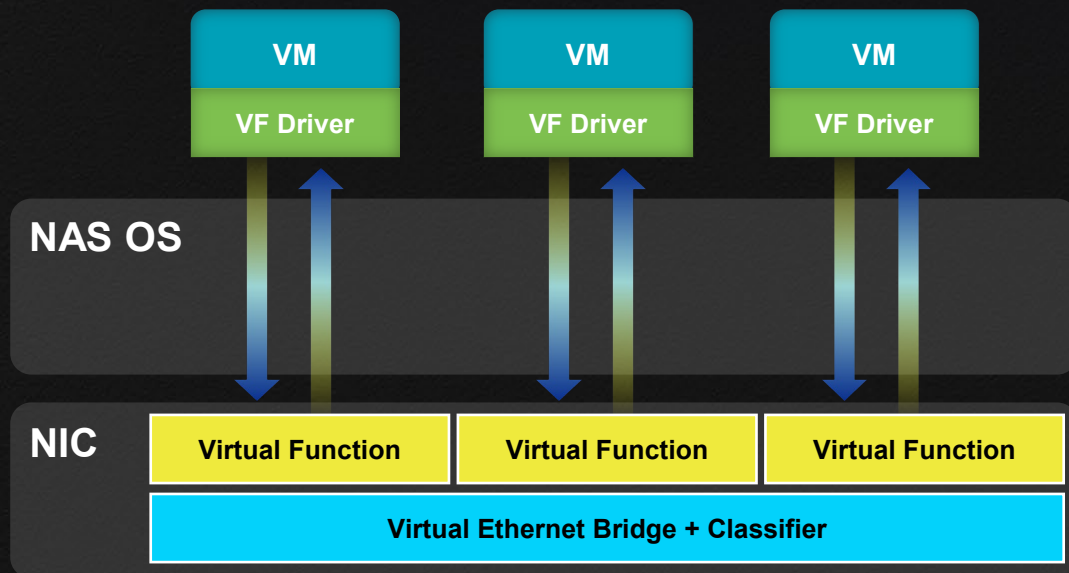 VM VM VM
VF Driver VF Driver VF Driver
NAS OS
NIC
Virtual Function Virtual Function Virtual Function
Virtual Ethernet Bridge + Classifier